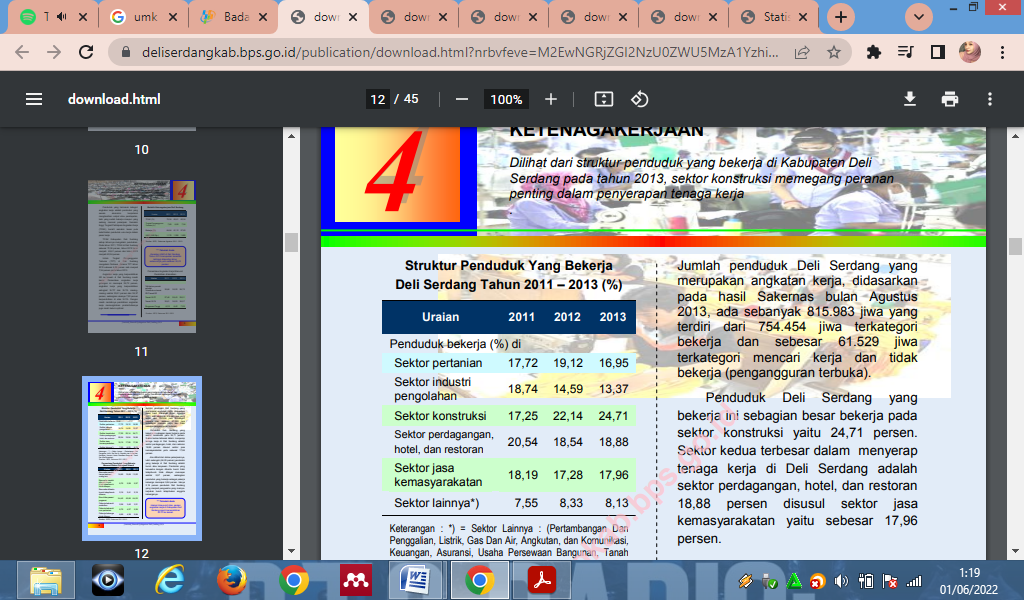 T
umk
Bada
dow
dow
dow
dow
dow
Statis
deliserdangkab.bps.go.id/publication/download.html?nrbvfeve=M2EwNGRjZGI2NzU0ZWU5MzA1Yzhi...
download.html
12 / 45
100%
10
11
12
4
KETENAGAKERJAAN
Dilihat dari struktur penduduk yang bekerja di Kabupaten Deli
Serdang pada tahun 2013, sektor konstruksi memegang peranan
penting dalam penyerapan tenaga kerja
.
Struktur Penduduk Yang Bekerja
Deli Serdang Tahun 2011 – 2013 (%)
Uraian 2011 2012 2013
Penduduk bekerja (%) di
Sektor pertanian 17,72 19,12 16,95
Sektor industri
pengolahan 18,74 14,59 13,37
Sektor konstruksi 17,25 22,14 24,71
Sektor perdagangan,
hotel, dan restoran 20,54 18,54 18,88
Sektor jasa
kemasyarakatan 18,19 17,28 17,96
Sektor lainnya*) 7,55 8,33 8,13
Keterangan : *) = Sektor Lainnya : (Pertambangan Dan
Penggalian, Listrik, Gas Dan Air, Angkutan, dan Komunikasi,
Keuangan, Asuransi, Usaha Persewaan Bangunan, Tanah
Jumlah penduduk Deli Serdang yang
merupakan angkatan kerja, didasarkan
pada hasil Sakernas bulan Agustus
2013, ada sebanyak 815.983 jiwa yang
terdiri dari 754.454 jiwa terkategori
bekerja dan sebesar 61.529 jiwa
terkategori mencari kerja dan tidak
bekerja (pengangguran terbuka).
Penduduk Deli Serdang yang
bekerja ini sebagian besar bekerja pada
sektor konstruksi yaitu 24,71 persen.
Sektor kedua terbesar dalam menyerap
tenaga kerja di Deli Serdang adalah
sektor perdagangan, hotel, dan restoran
18,88 persen disusul sektor jasa
kemasyarakatan yaitu sebesar 17,96
persen.
1:19
01/06/2022